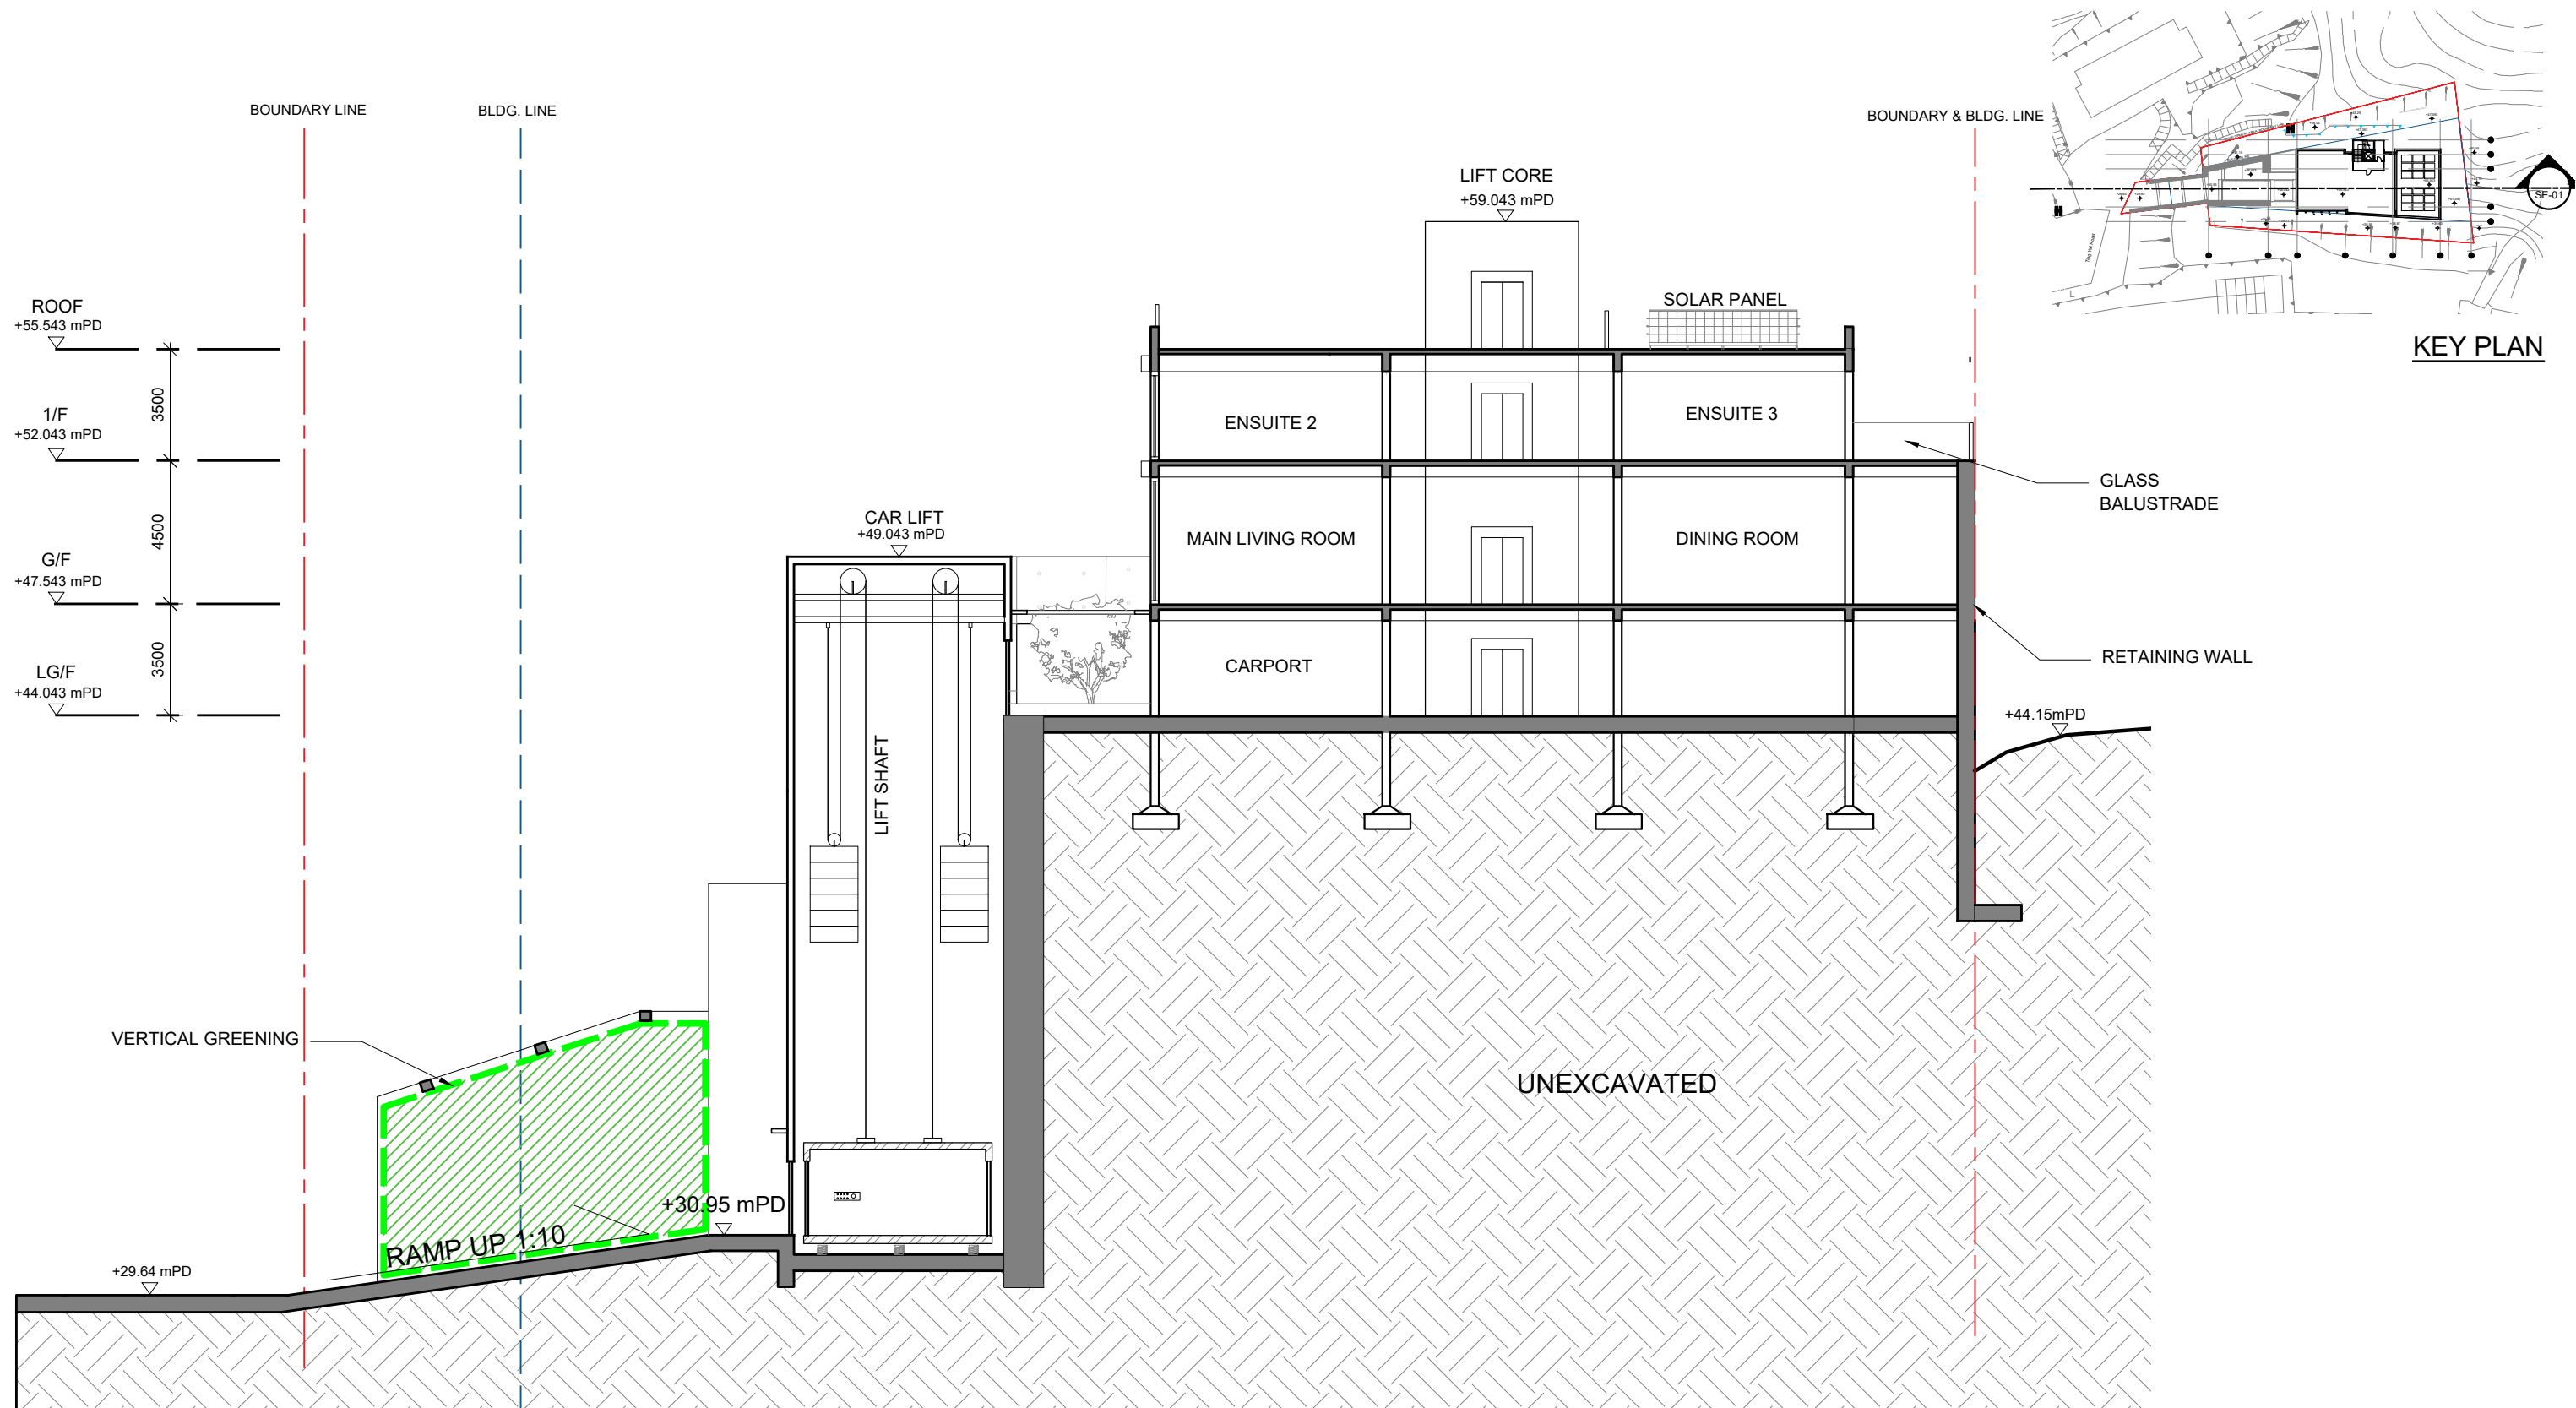 BOUNDARY LINE
BLDG. LINE
BOUNDARY & BLDG. LINE
SE-01
KEY PLAN
LIFT CORE
+59.043 mPD
SOLAR PANEL
ROOF
+55.543 mPD
3500
1/F
+52.043 mPD
ENSUITE 2
ENSUITE 3
GLASS
BALUSTRADE
4500
CAR LIFT
+49.043 mPD
MAIN LIVING ROOM
DINING ROOM
G/F
+47.543 mPD
3500
CARPORT
RETAINING WALL
LG/F
+44.043 mPD
+44.15mPD
LIFT SHAFT
VERTICAL GREENING
UNEXCAVATED
+30.95 mPD
RAMP UP 1:10
+29.64 mPD